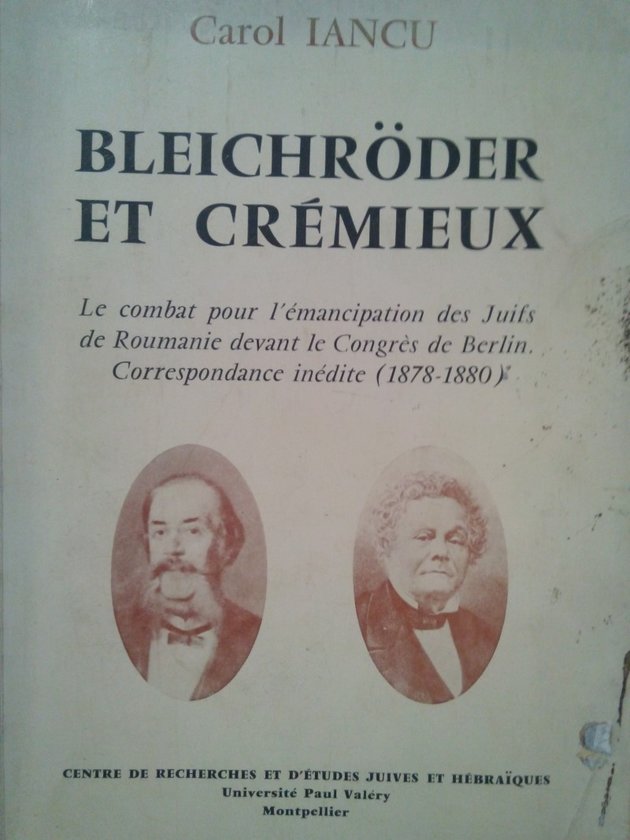 Carol IANCU
BLEICHRÖDER
ET CRÉMIEUX
Le combat pour l'émancipation des Juifs
de Roumanie devant le Congrès de Berlin.
Correspondance inédite (1878-1880)
CENTRE DE RECHERCHES ET D'ÉTUDES JUIVES ET HÉBRAÏQUES
Université Paul Valéry
Montpellier